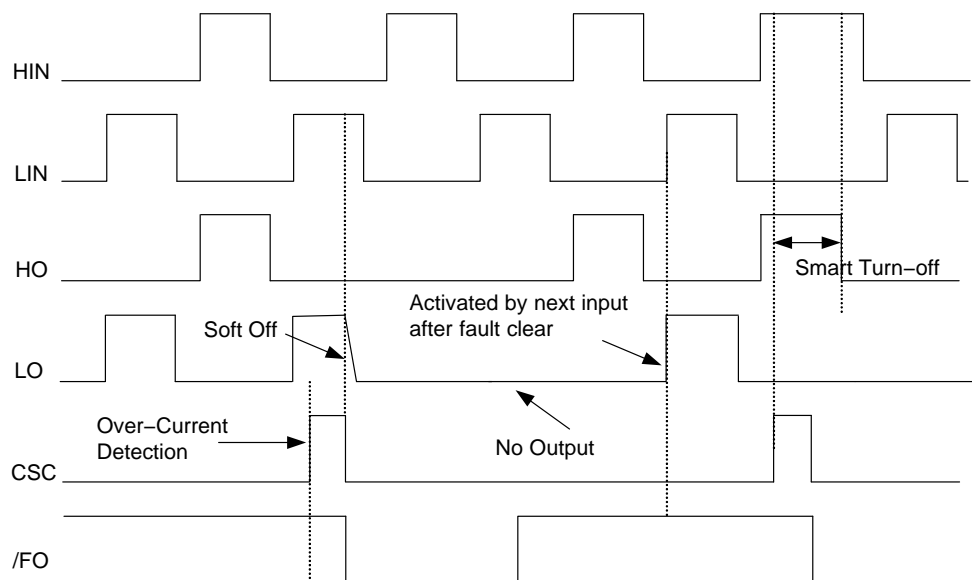 HIN
LIN
HO
Smart Turn−off
Activated by next input
after fault clear
Soft Off
LO
Over−Current
Detection
No Output
CSC
/FO